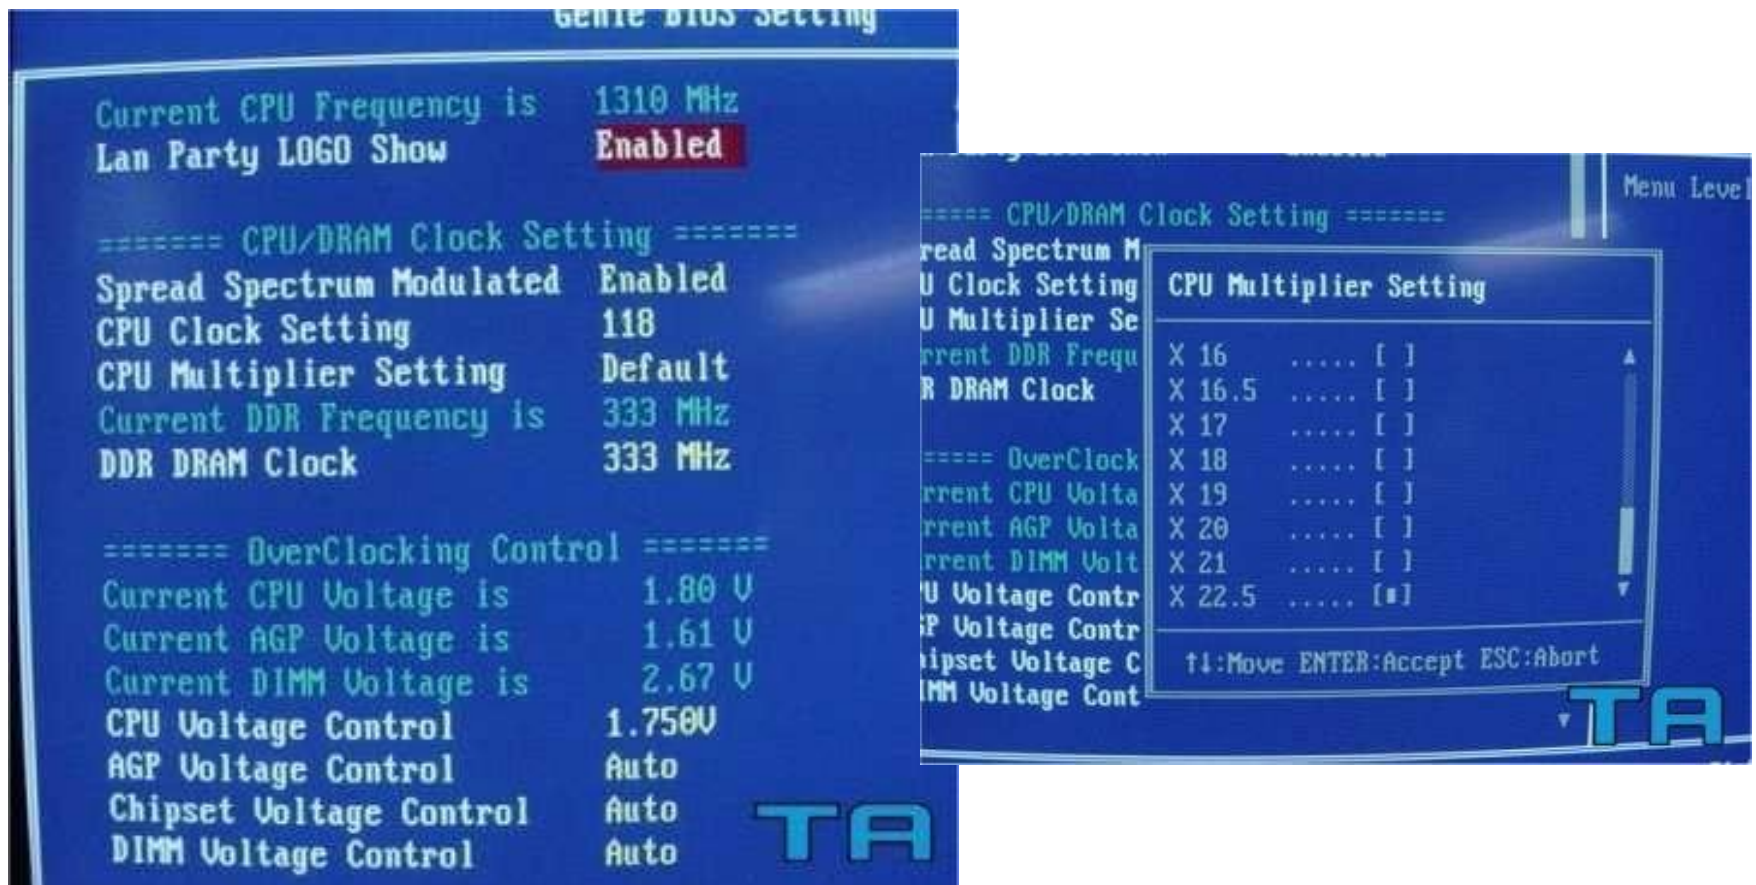 Genie BIOS Setting
Current CPU Frequency is 1310 MHz
Lan Party LOGO Show Enabled
======= CPU/DRAM Clock Setting =======
Spread Spectrum Modulated Enabled
CPU Clock Setting 118
CPU Multiplier Setting Default
Current DDR Frequency is 333 MHz
DDR DRAM Clock 333 MHz
======= OverClocking Control =======
Current CPU Voltage is 1.80 V
Current AGP Voltage is 1.61 V
Current DIMM Voltage is 2.67 V
CPU Voltage Control 1.750V
AGP Voltage Control Auto
Chipset Voltage Control Auto
DIMM Voltage Control Auto
TA
Menu Level
===== CPU/DRAM Clock Setting =======
read Spectrum M
U Clock Setting
U Multiplier Se
rrent DDR Frequ
R DRAM Clock
===== OverClock
rrent CPU Volta
rrent AGP Volta
rrent DIMM Volt
PU Voltage Contr
GP Voltage Contr
hipset Voltage C
IMM Voltage Cont
CPU Multiplier Setting
X 16 ..... [ ]
X 16.5 ..... [ ]
X 17 ..... [ ]
X 18 ..... [ ]
X 19 ..... [ ]
X 20 ..... [ ]
X 21 ..... [ ]
X 22.5 ..... [■]
↑↓:Move ENTER:Accept ESC:Abort
TA